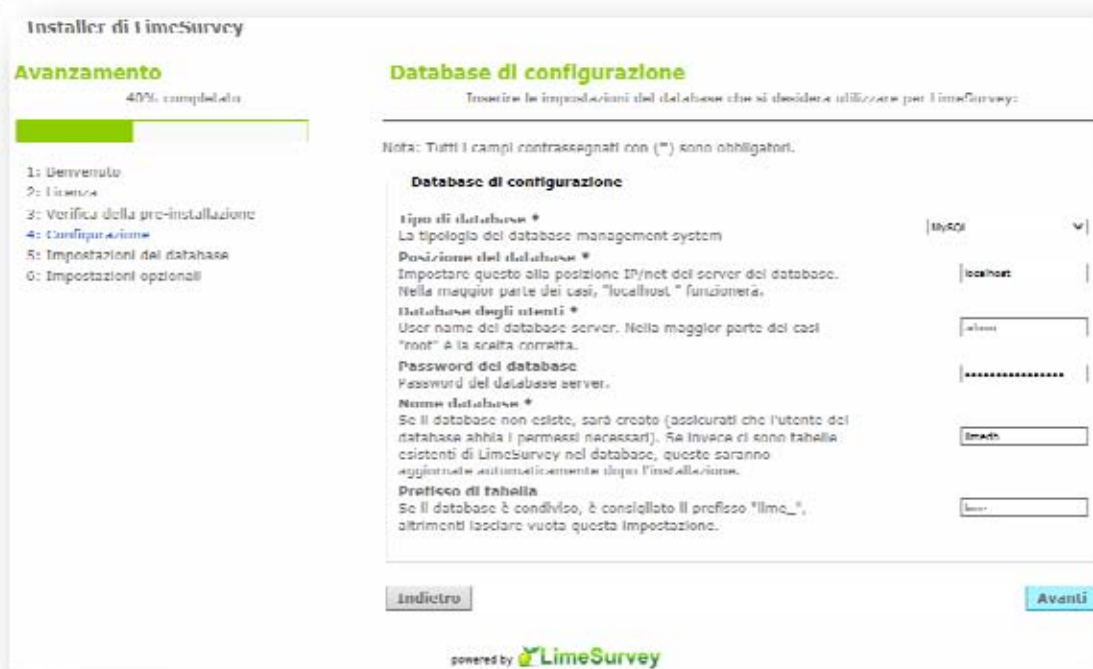 Installer di LimeSurvey
Avanzamento
40% completato
1: Benvenuto
2: Licenza
3: Verifica della pre-installazione
4: Configurazione
5: Impostazioni del database
6: Impostazioni opzionali
Database di configurazione
Inserire le impostazioni del database che si desidera utilizzare per LimeSurvey:
Nota: Tutti i campi contrassegnati con (*) sono obbligatori.
Database di configurazione
Tipo di database *
La tipologia del database management system
MySQL
Posizione del database *
Impostare questo alla posizione IP/net del server del database.
Nella maggior parte dei casi, "localhost " funzionerà.
localhost
Database degli utenti *
User name del database server. Nella maggior parte dei casi
"root" è la scelta corretta.
Password del database
Password del database server.
Nome database *
Se il database non esiste, sarà creato (assicurati che l'utente del
database abbia i permessi necessari). Se invece ci sono tabelle
esistenti di LimeSurvey nel database, queste saranno
aggiornate automaticamente dopo l'installazione.
limedb
Prefisso di tabella
Se il database è condiviso, è consigliato il prefisso "lime_",
altrimenti lasciare vuota questa impostazione.
Indietro
Avanti
powered by LimeSurvey